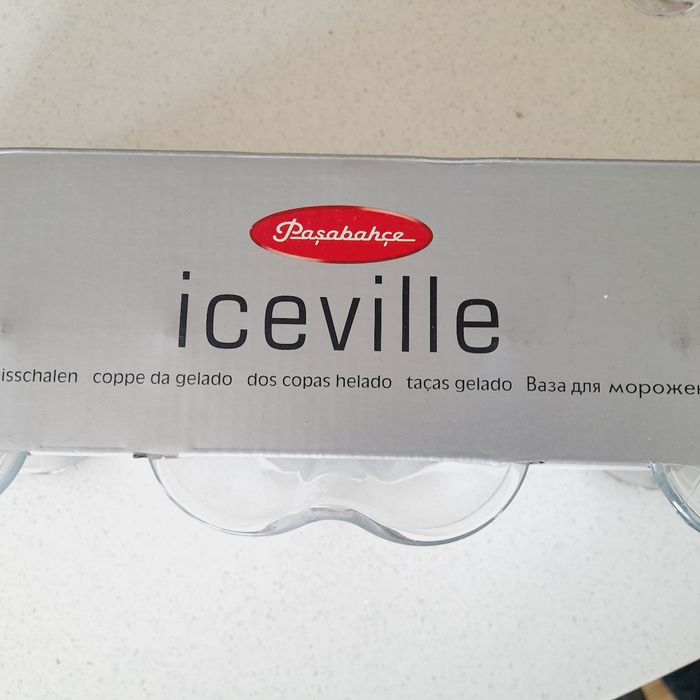 Paşabahçe
iceville
isschalen coppe da gelado dos copas helado taças gelado Ваза для морожен